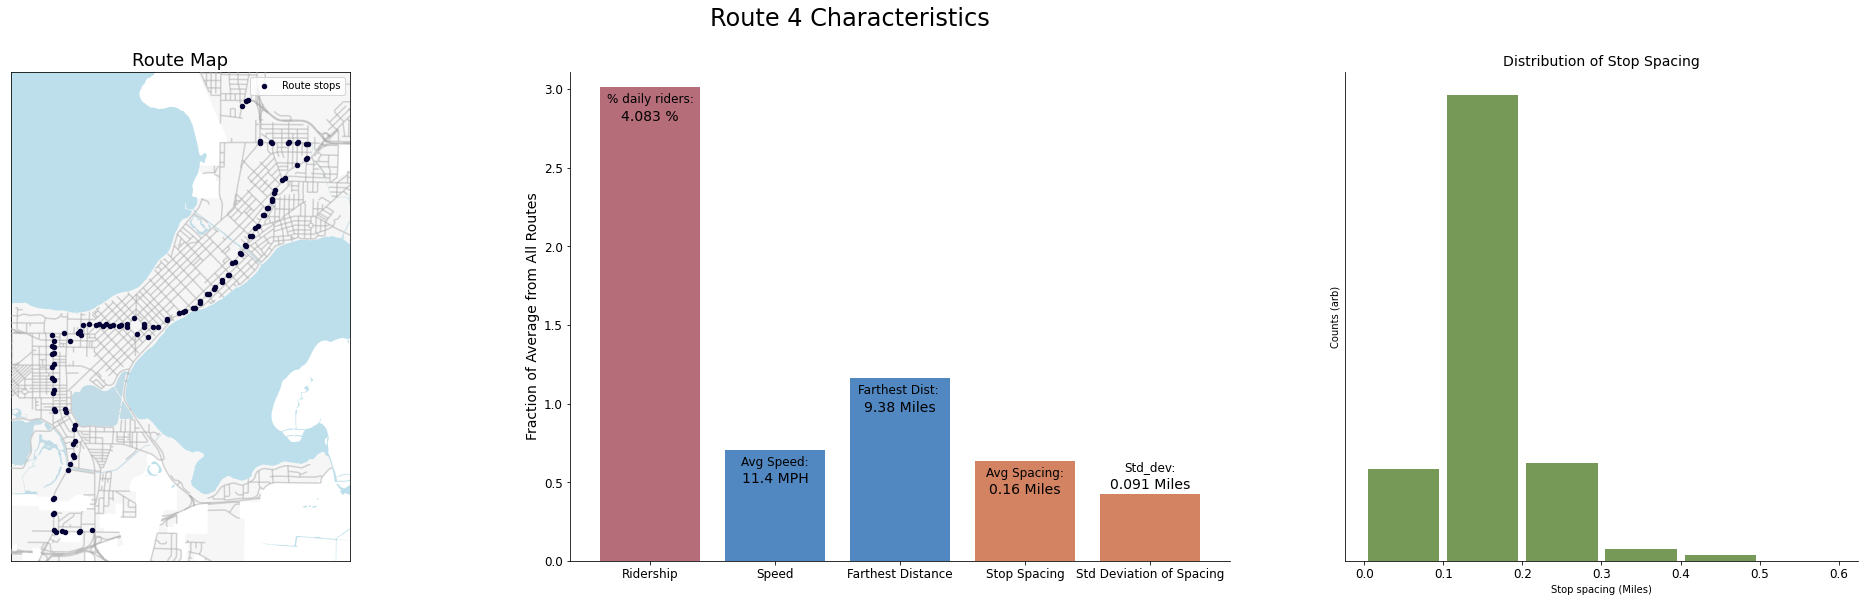 Route 4 Characteristics
Route Map
Route stops
Fraction of Average from All Routes
3.0
2.5
2.0
1.5
1.0
0.5
0.0
% daily riders:
4.083 %
Avg Speed:
11.4 MPH
Farthest Dist:
9.38 Miles
Avg Spacing:
0.16 Miles
Std_dev:
0.091 Miles
Ridership
Speed
Farthest Distance
Stop Spacing
Std Deviation of Spacing
Distribution of Stop Spacing
Counts (arb)
0.0
0.1
0.2
0.3
0.4
0.5
0.6
Stop spacing (Miles)